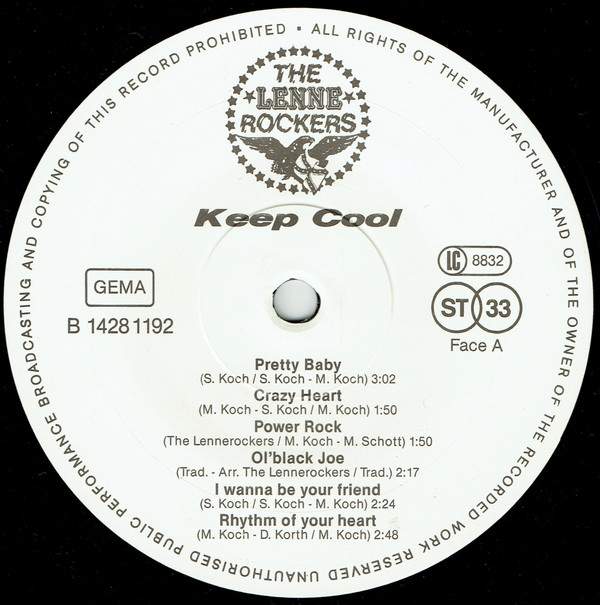 ALL RIGHTS OF THE MANUFACTURER AND OF THE OWNER OF THE RECORDED WORK RESERVED UNAUTHORISED PUBLIC PERFORMANCE BROADCASTING AND COPYING OF THIS RECORD PROHIBITED •
THE
LENNE
ROCKERS
Keep Cool
LC 8832
GEMA
ST 33
B 14281192
Face A
Pretty Baby
(S. Koch / S. Koch - M. Koch) 3:02
Crazy Heart
(M. Koch - S. Koch / M. Koch) 1:50
Power Rock
(The Lennerockers / M. Koch - M. Schott) 1:50
Ol'black Joe
(Trad. - Arr. The Lennerockers / Trad.) 2:17
I wanna be your friend
(S. Koch / S. Koch - M. Koch) 2:24
Rhythm of your heart
(M. Koch - D. Korth / M. Koch) 2:48